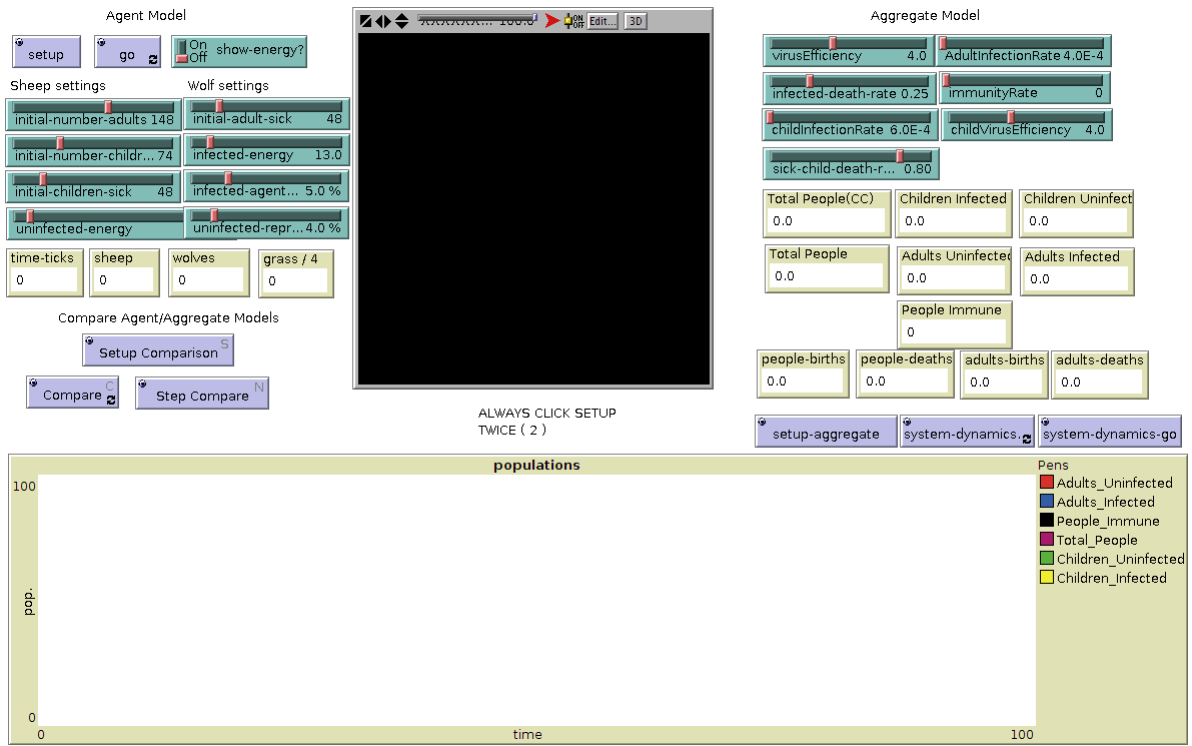 Agent Model
setup
go
On
Off
show-energy?
Sheep settings
Wolf settings
initial-number-adults 148
initial-adult-sick 48
initial-number-childr... 74
infected-energy 13.0
initial-children-sick 48
infected-agent... 5.0 %
uninfected-energy
uninfected-repr... 4.0 %
time-ticks
0
sheep
0
wolves
0
grass / 4
0
Compare Agent/Aggregate Models
Setup Comparison S
Compare C
Step Compare N
100.0
ON
OFF
Edit...
3D
ALWAYS CLICK SETUP
TWICE ( 2 )
Aggregate Model
virusEfficiency 4.0
AdultInfectionRate 4.0E-4
infected-death-rate 0.25
immunityRate 0
childInfectionRate 6.0E-4
childVirusEfficiency 4.0
sick-child-death-r... 0.80
Total People(CC)
0.0
Children Infected
0.0
Children Uninfect
0.0
Total People
0.0
Adults Uninfected
0.0
Adults Infected
0.0
People Immune
0
people-births
0.0
people-deaths
0.0
adults-births
0.0
adults-deaths
0.0
setup-aggregate
system-dynamics...
system-dynamics-go
populations
100
pop.
0
0
time
100
Pens
Adults_Uninfected
Adults_Infected
People_Immune
Total_People
Children_Uninfected
Children_Infected